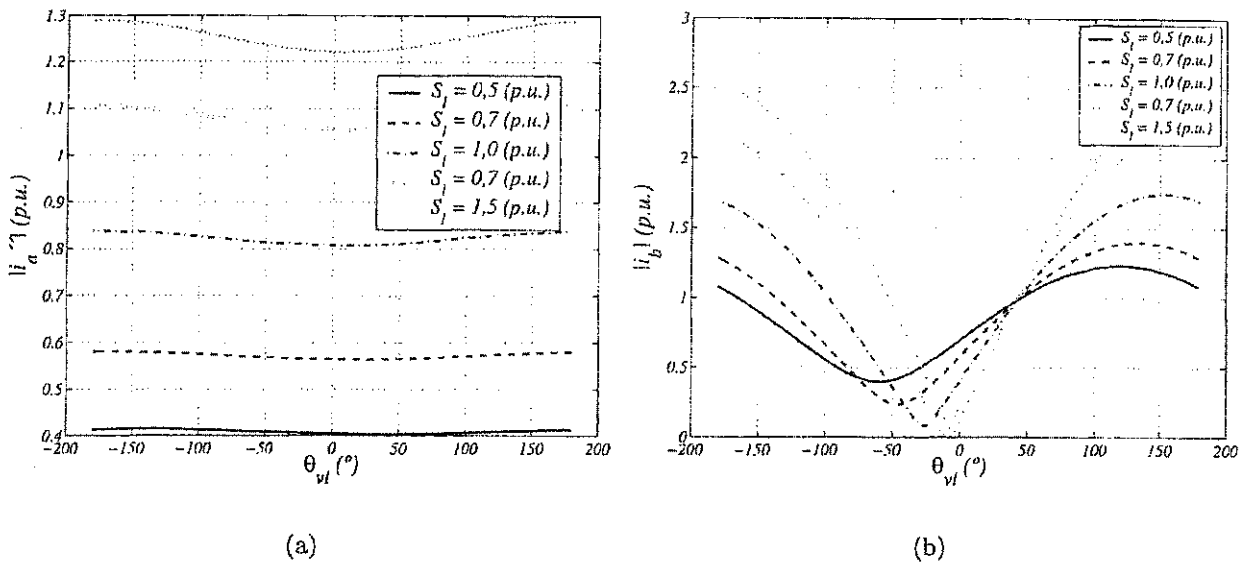 1.3
1.2
1.1
1
0.9
0.8
0.7
0.6
0.5
0.4
−200
−150
−100
−50
0
50
100
150
200
|i_a´´| (p.u.)
θ_vl (°)
S_l = 0,5 (p.u.)
S_l = 0,7 (p.u.)
S_l = 1,0 (p.u.)
S_l = 0,7 (p.u.)
S_l = 1,5 (p.u.)
(a)
3
2.5
2
1.5
1
0.5
0
−200
−150
−100
−50
0
50
100
150
200
|i_b| (p.u.)
θ_vl (°)
S_l = 0,5 (p.u.)
S_l = 0,7 (p.u.)
S_l = 1,0 (p.u.)
S_l = 0.7 (p.u.)
S_l = 1,5 (p.u.)
(b)